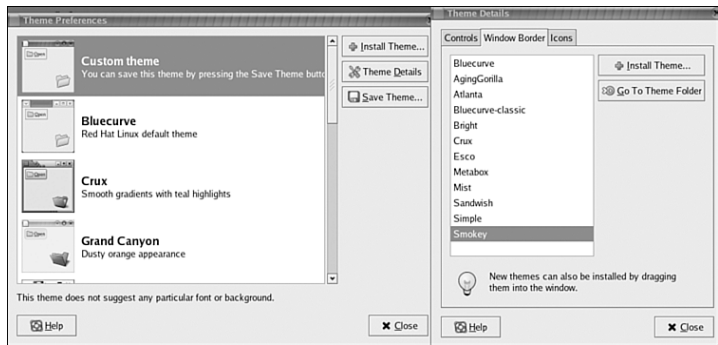 Theme Preferences
Custom theme
You can save this theme by pressing the Save Theme butto
Bluecurve
Red Hat Linux default theme
Crux
Smooth gradients with teal highlights
Grand Canyon
Dusty orange appearance
Install Theme...
Theme Details
Save Theme...
This theme does not suggest any particular font or background.
Help
Close
Theme Details
Controls Window Border Icons
Bluecurve
AgingGorilla
Atlanta
Bluecurve-classic
Bright
Crux
Esco
Metabox
Mist
Sandwish
Simple
Smokey
Install Theme...
Go To Theme Folder
New themes can also be installed by dragging
them into the window.
Help
Close